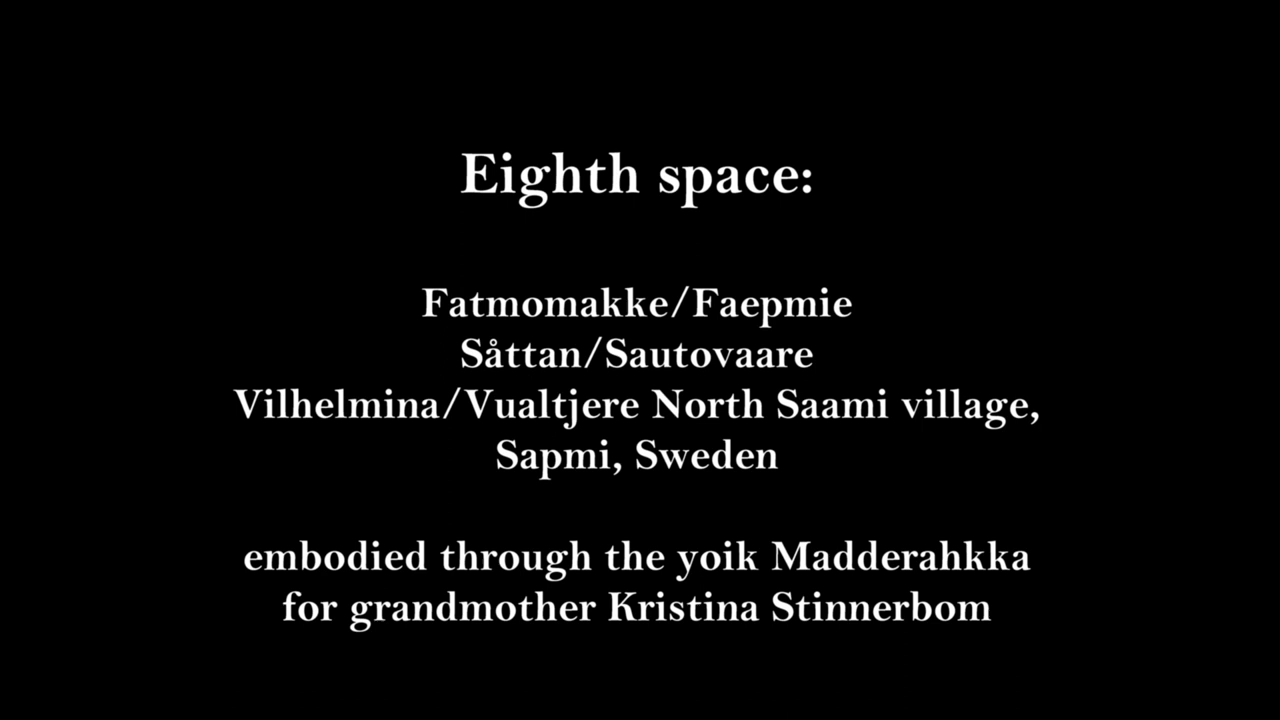 Eighth space:
Fatmomakke/Faepmie
Såttan/Sautovaare
Vilhelmina/Vualtjere North Saami village,
Sapmi, Sweden
embodied through the yoik Madderahkka
for grandmother Kristina Stinnerbom